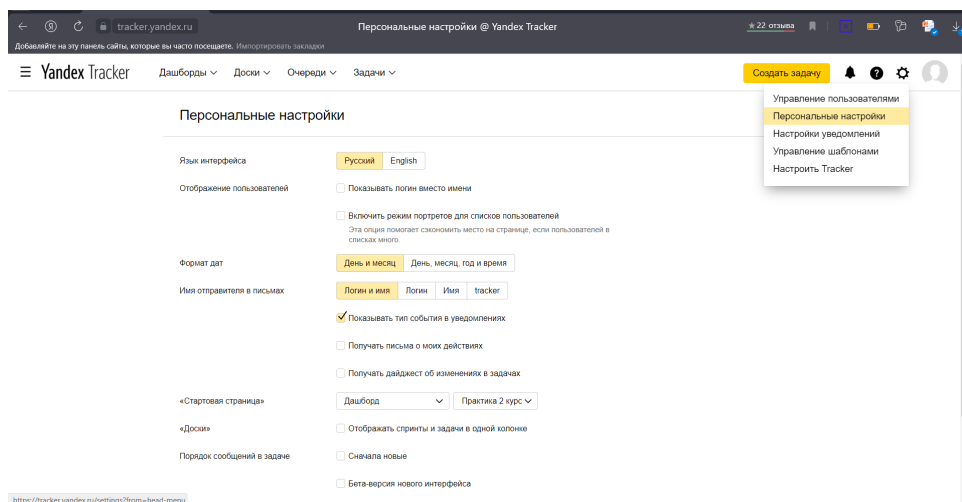 tracker.yandex.ru
Персональные настройки @ Yandex Tracker
★ 22 отзыва
Добавляйте на эту панель сайты, которые вы часто посещаете. Импортировать закладки
Yandex Tracker
Дашборды
Доски
Очереди
Задачи
Создать задачу
Управление пользователями
Персональные настройки
Настройки уведомлений
Управление шаблонами
Настроить Tracker
Персональные настройки
Язык интерфейса
Русский
English
Отображение пользователей
Показывать логин вместо имени
Включить режим портретов для списков пользователей
Эта опция помогает сэкономить место на странице, если пользователей в
списках много.
Формат дат
День и месяц
День, месяц, год и время
Имя отправителя в письмах
Логин и имя
Логин
Имя
tracker
Показывать тип события в уведомлениях
Получать письма о моих действиях
Получать дайджест об изменениях в задачах
«Стартовая страница»
Дашборд
Практика 2 курс
«Доски»
Отображать спринты и задачи в одной колонке
Порядок сообщений в задаче
Сначала новые
Бета-версия нового интерфейса
https://tracker.yandex.ru/settings?from=head-menu